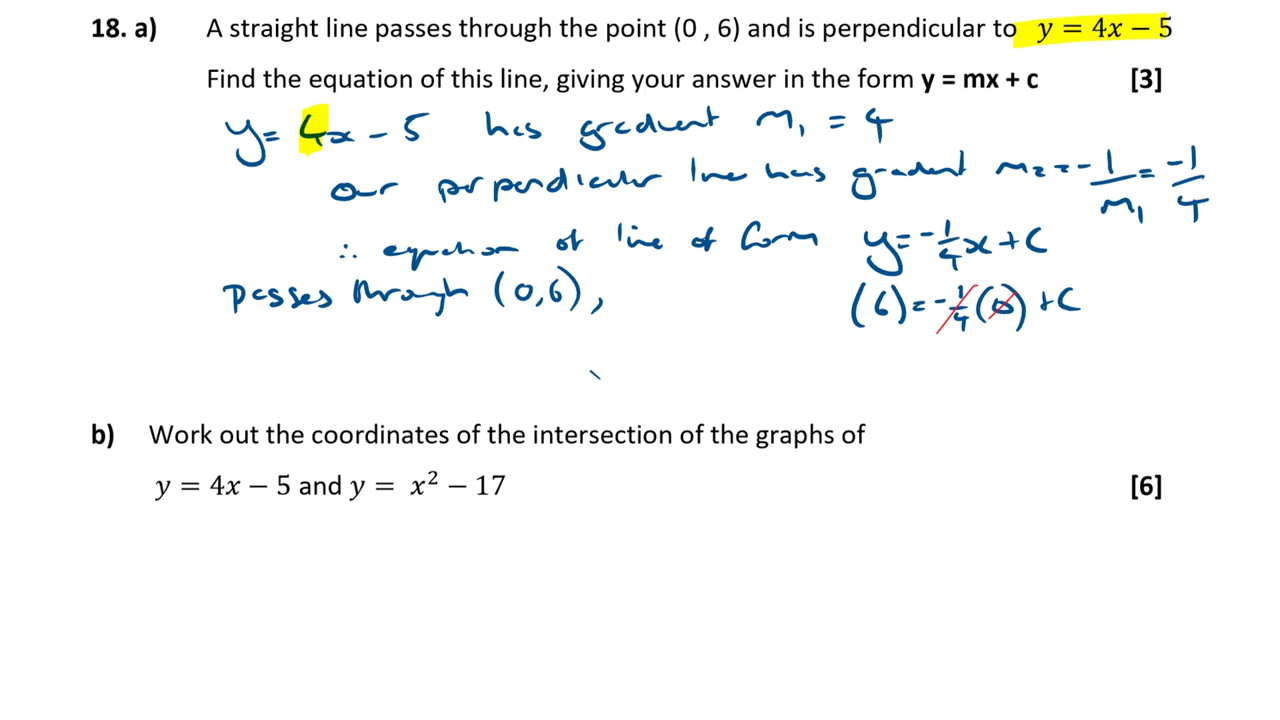 18. a) A straight line passes through the point (0 , 6) and is perpendicular to y = 4x − 5
Find the equation of this line, giving your answer in the form y = mx + c [3]
y = 4x − 5 has gradient m₁ = 4
our perpendicular line has gradient m₂ = −1/m₁ = −1/4
∴ equation of line of form y = −1/4 x + c
passes through (0,6), (6) = −1/4 (0) + c
b) Work out the coordinates of the intersection of the graphs of
y = 4x − 5 and y = x² − 17 [6]